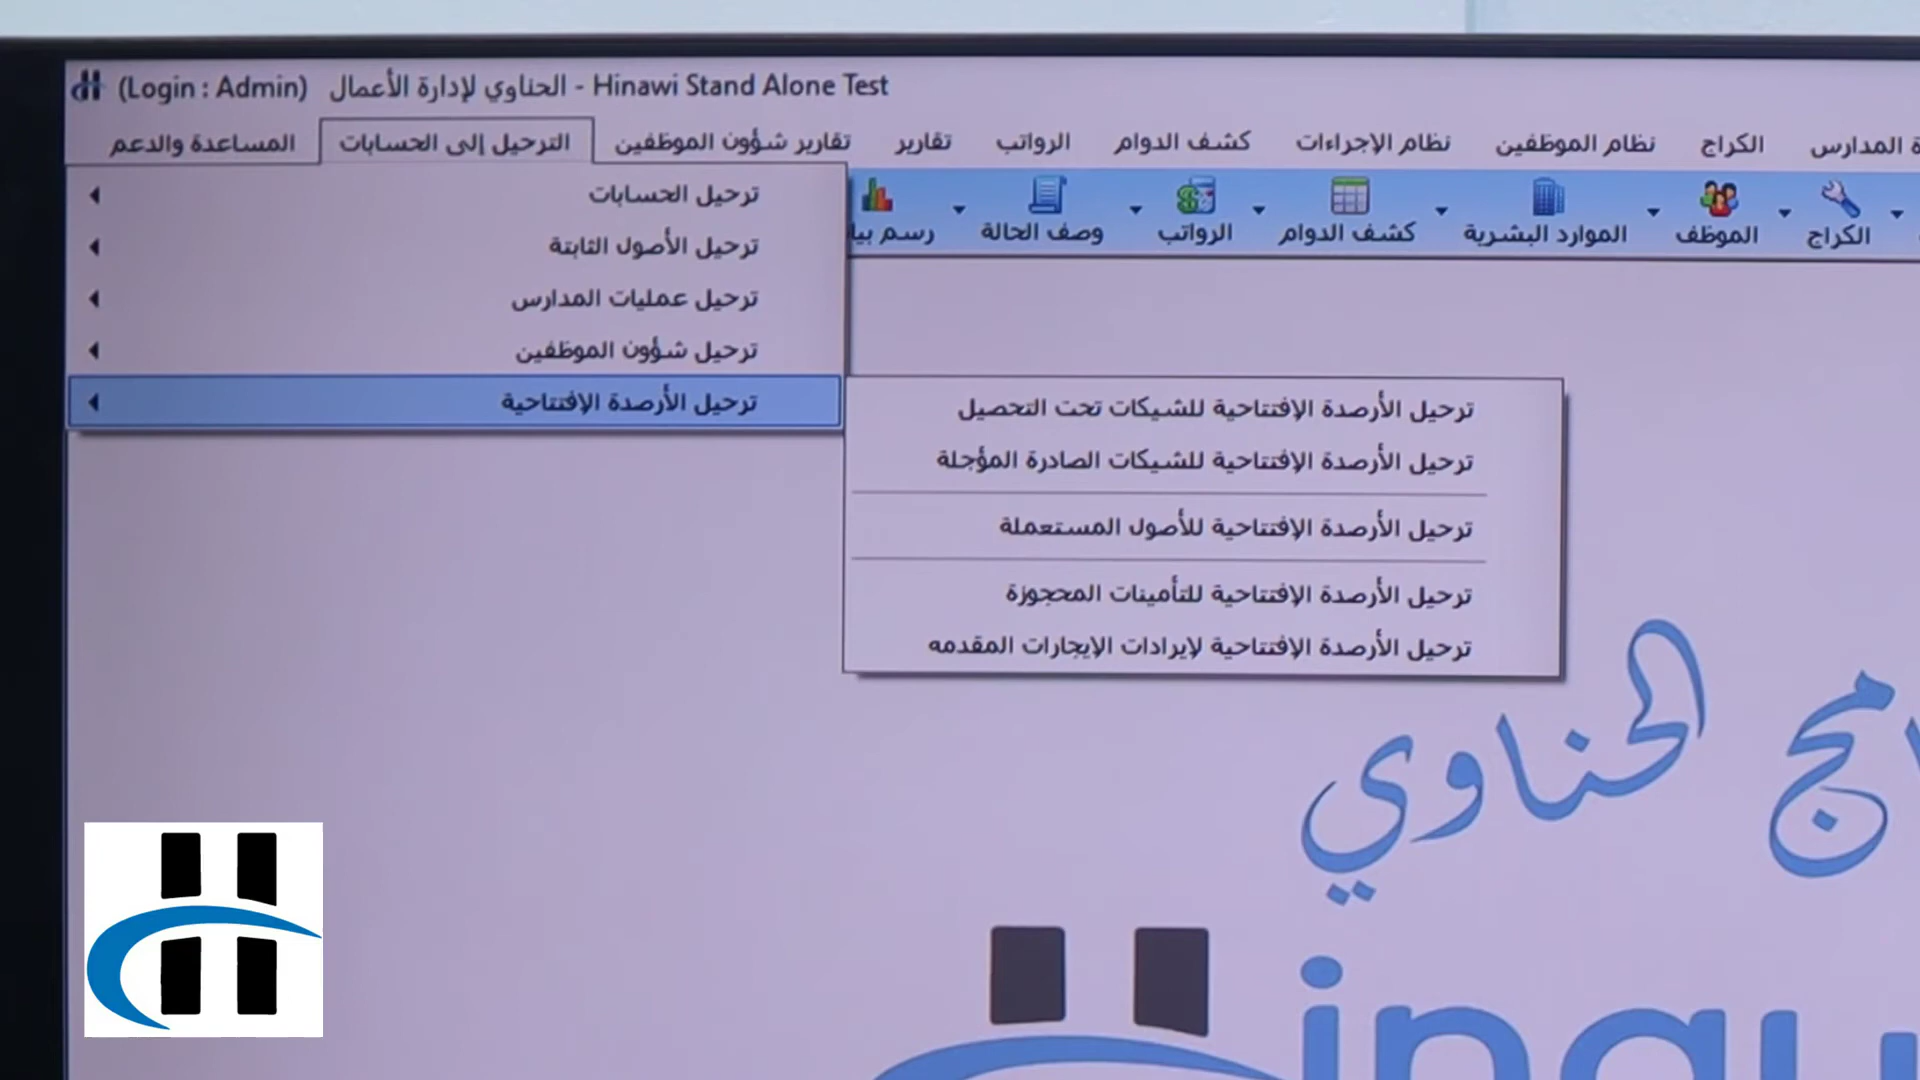 (Login : Admin) الحناوي لإدارة الأعمال - Hinawi Stand Alone Test
المدارس الكراج نظام الموظفين نظام الإجراءات كشف الدوام الرواتب تقارير تقارير شؤون الموظفين الترحيل إلى الحسابات المساعدة والدعم
الكراج الموظف الموارد البشرية كشف الدوام الرواتب وصف الحالة رسم
ترحيل الحسابات
ترحيل الأصول الثابتة
ترحيل عمليات المدارس
ترحيل شؤون الموظفين
ترحيل الأرصدة الإفتتاحية
ترحيل الأرصدة الإفتتاحية للشيكات تحت التحصيل
ترحيل الأرصدة الإفتتاحية للشيكات الصادرة المؤجلة
ترحيل الأرصدة الإفتتاحية للأصول المستعملة
ترحيل الأرصدة الإفتتاحية للتأمينات المحجوزة
ترحيل الأرصدة الإفتتاحية لإيرادات الإيجارات المقدمه
الحناوي